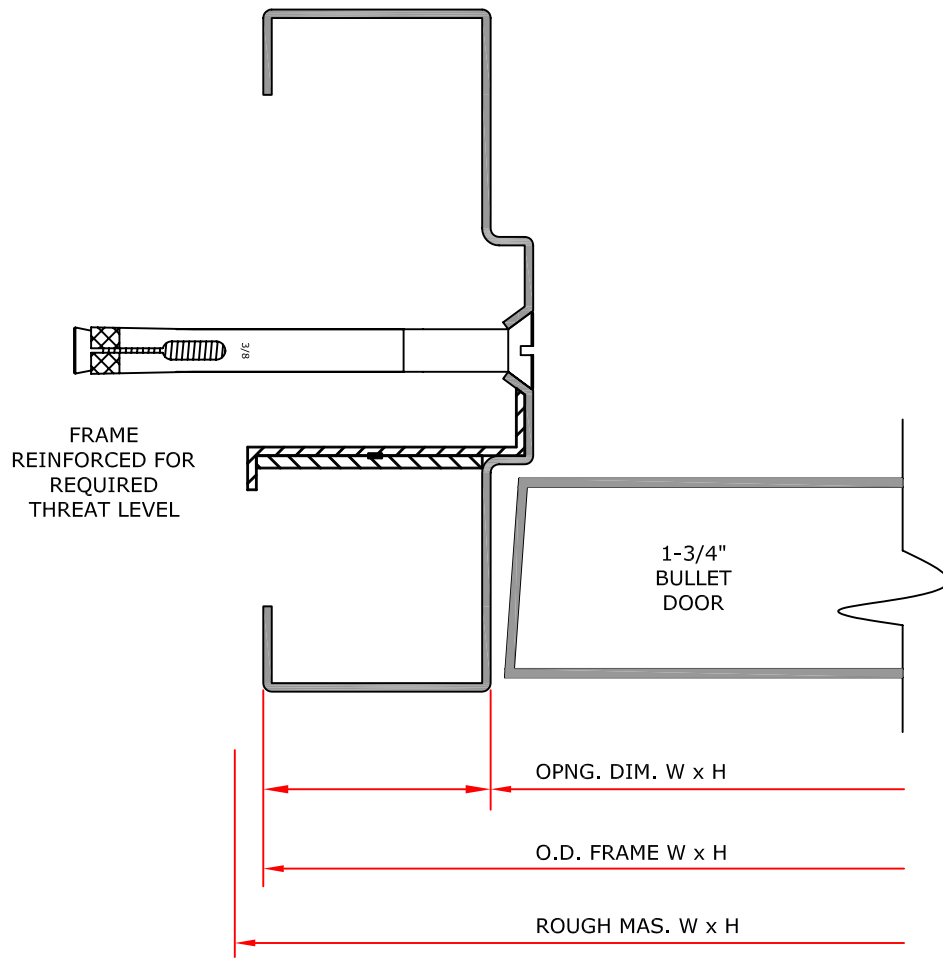 3/8
FRAME
REINFORCED FOR
REQUIRED
THREAT LEVEL
1-3/4"
BULLET
DOOR
OPNG. DIM. W x H
O.D. FRAME W x H
ROUGH MAS. W x H